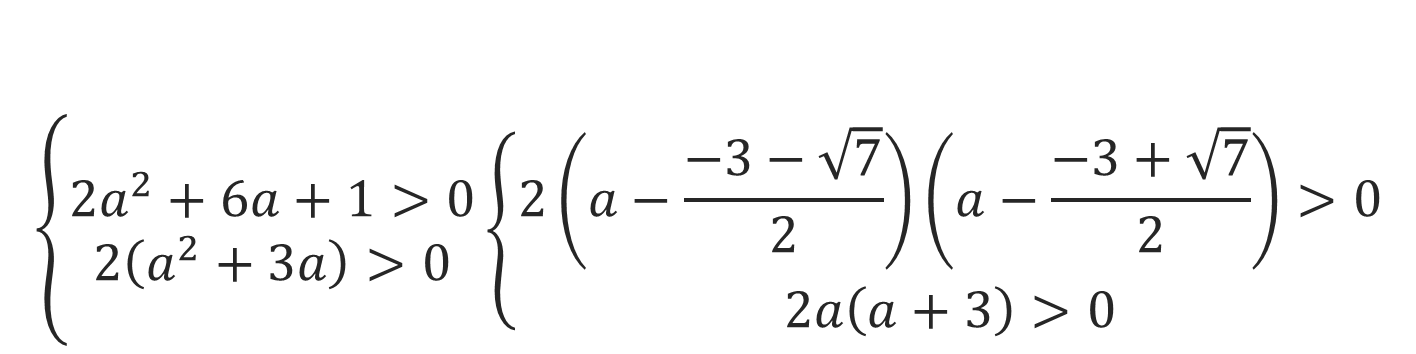 { 2a² + 6a + 1 > 0 { 2(a − (−3 − √7)/2)(a − (−3 + √7)/2) > 0
2(a² + 3a) > 0
2a(a + 3) > 0